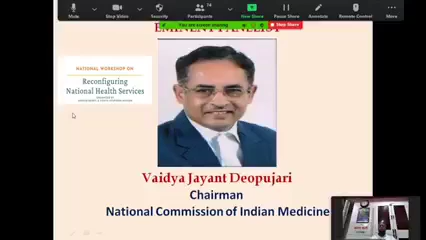 Mute
Stop Video
Security
Participants
14
New Share
Pause Share
Annotate
Remote Control
More
You are screen sharing
Stop Share
EMINENT PANELIST
NATIONAL WORKSHOP ON
Reconfiguring
National Health Services
Vaidya Jayant Deopujari
Chairman
National Commission of Indian Medicine